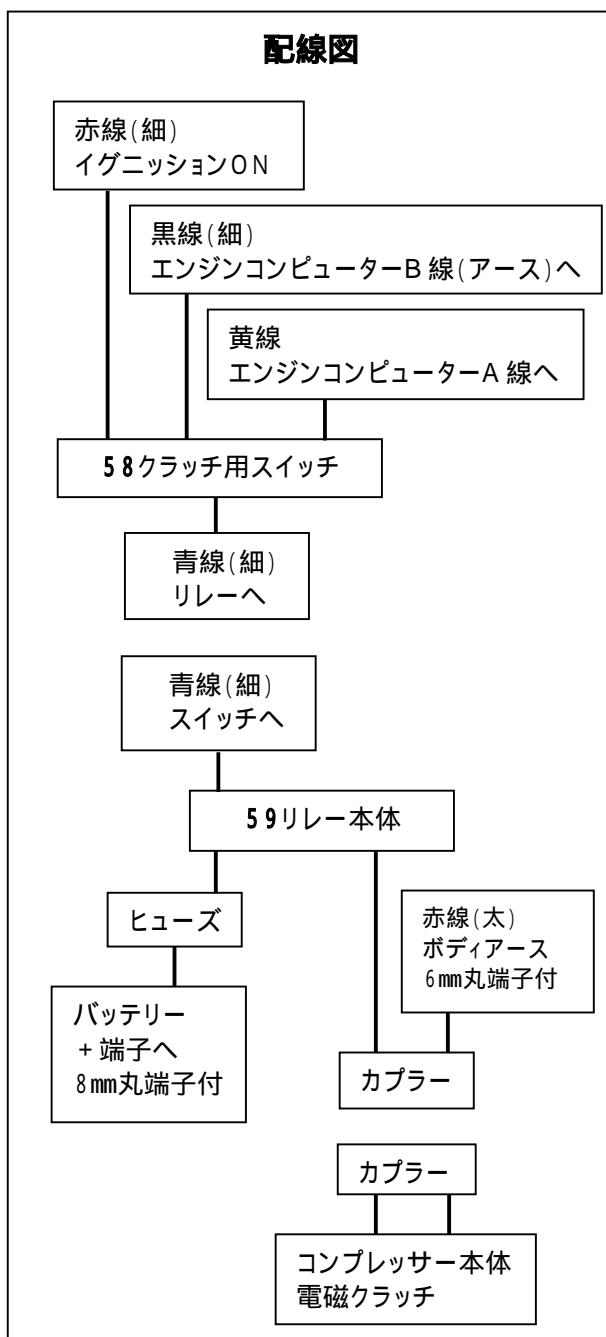 配線図
赤線(細)
イグニッションON
黒線(細)
エンジンコンピューターB線(アース)へ
黄線
エンジンコンピューターA線へ
58クラッチ用スイッチ
青線(細)
リレーへ
青線(細)
スイッチへ
59リレー本体
ヒューズ
赤線(太)
ボディアース
6㎜丸端子付
バッテリー
+端子へ
8㎜丸端子付
カプラー
カプラー
コンプレッサー本体
電磁クラッチ